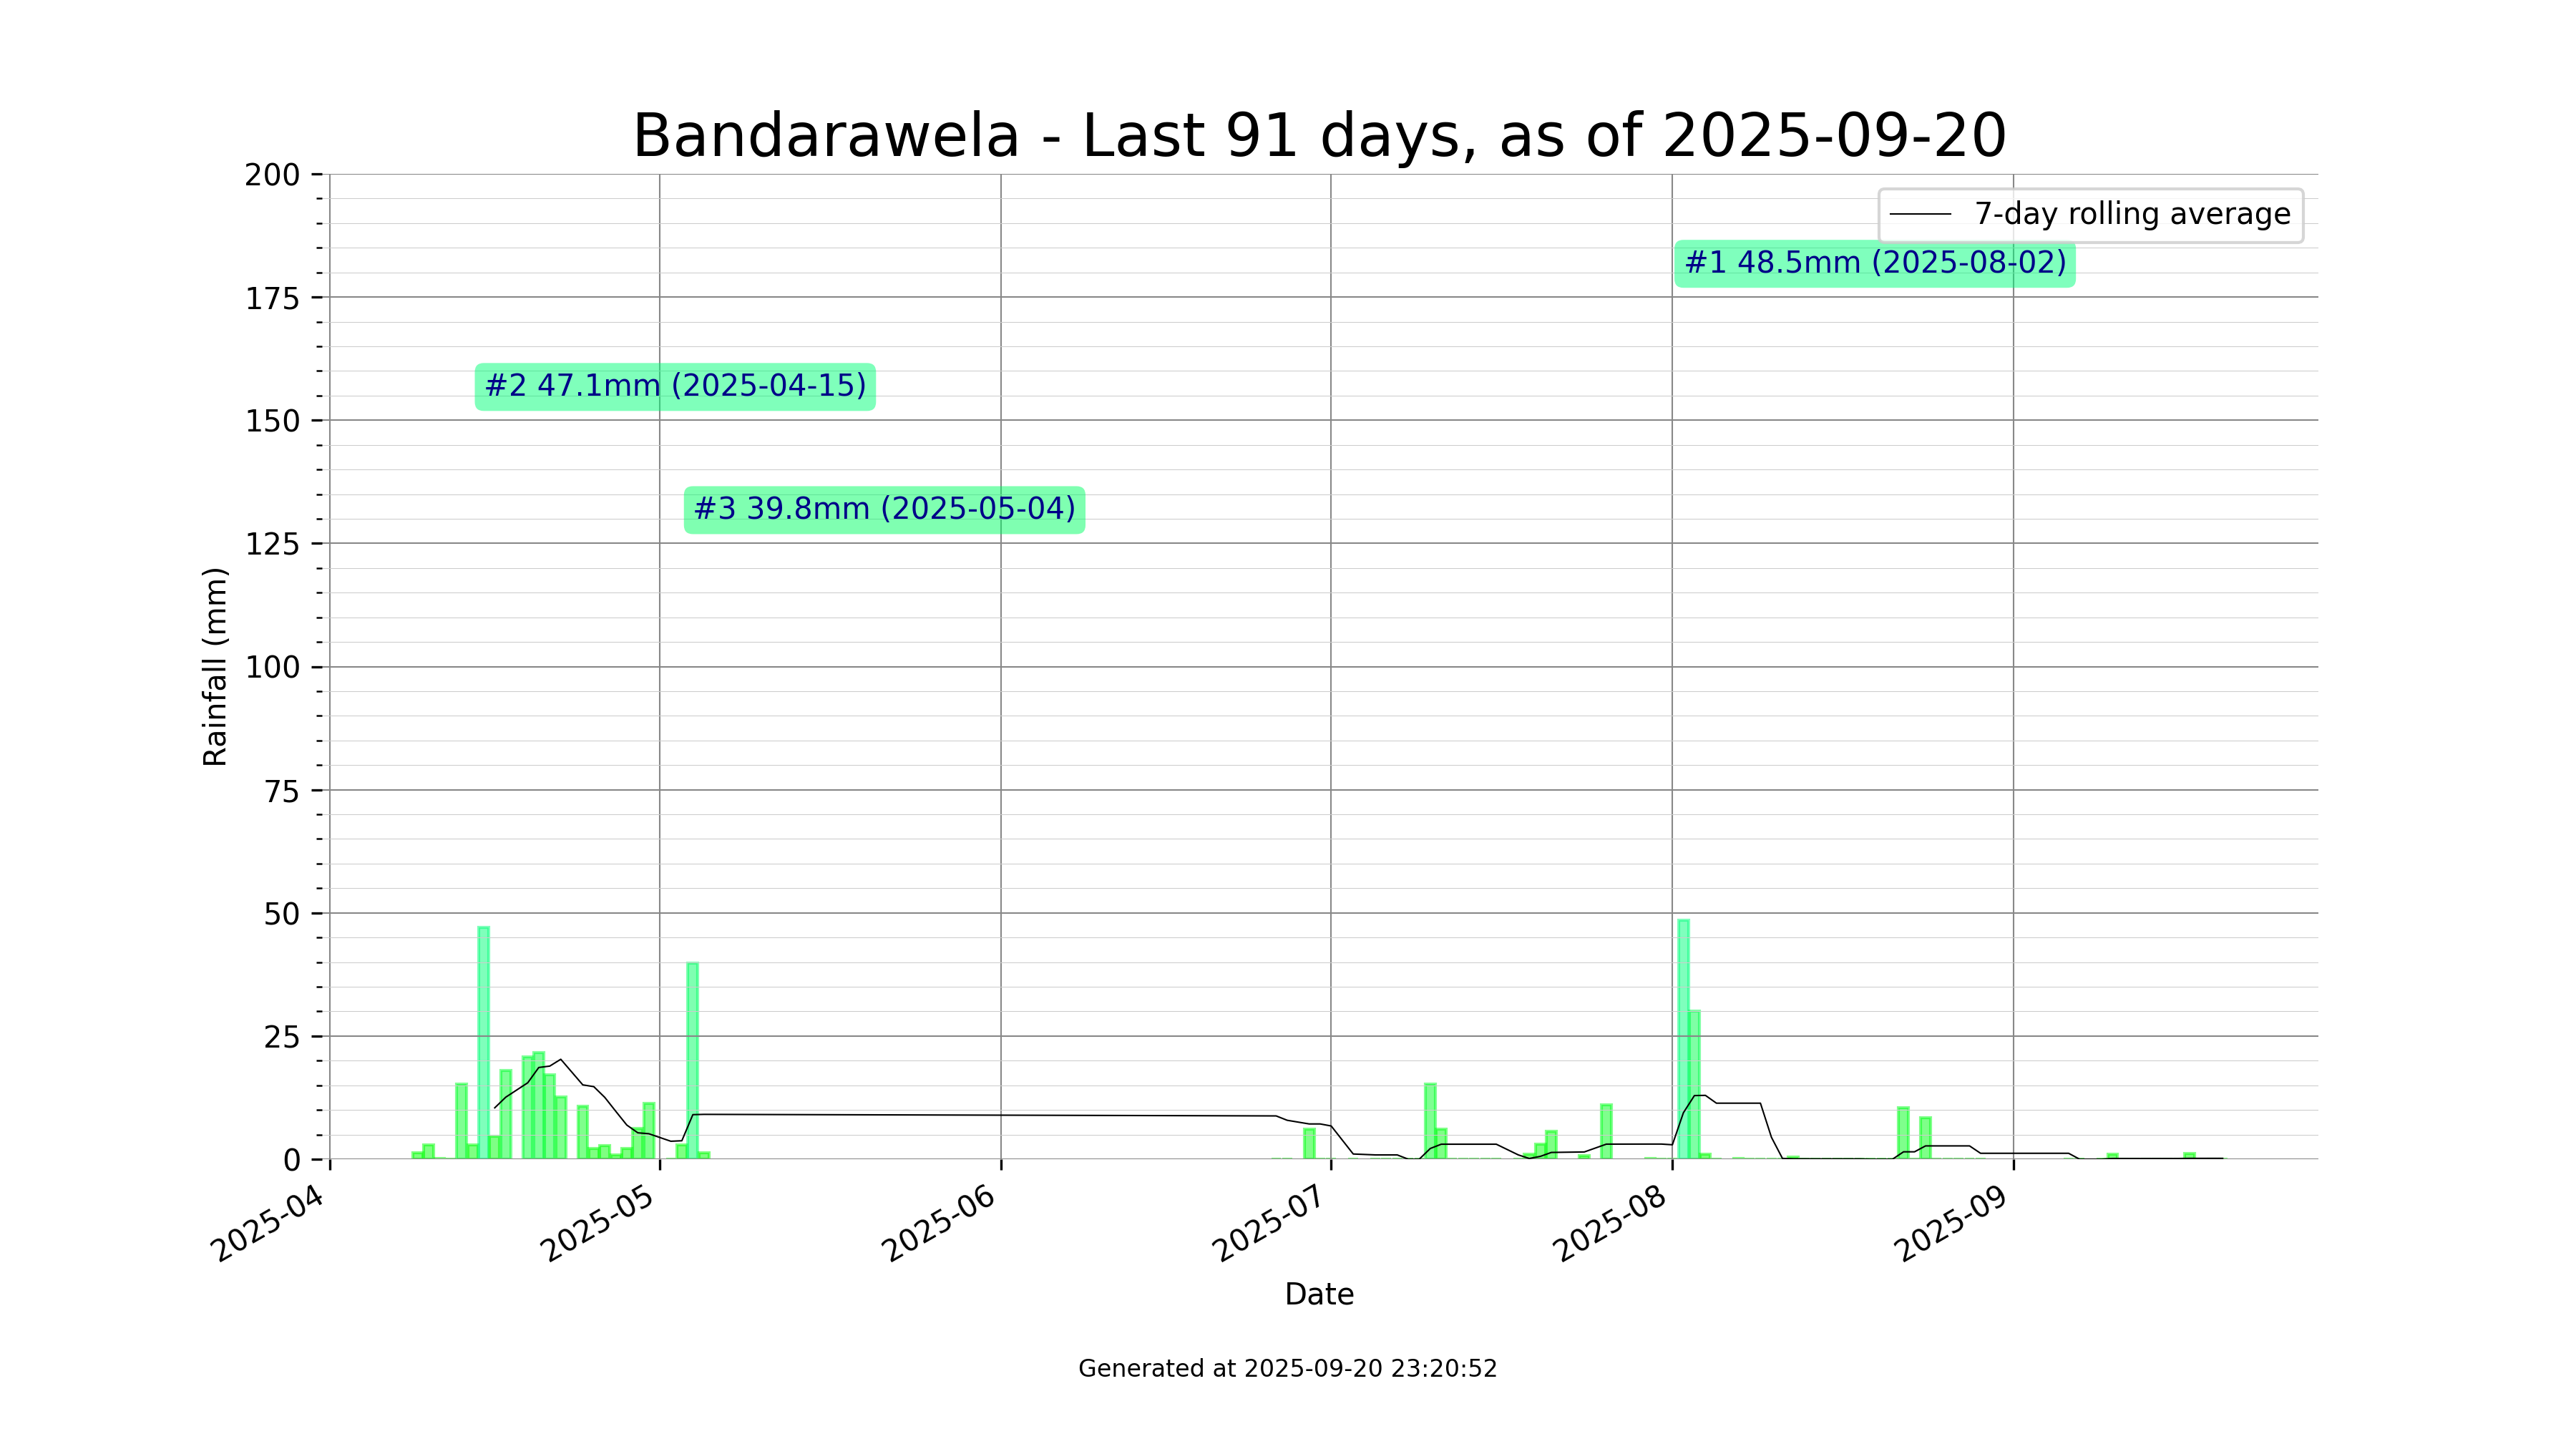 Bandarawela - Last 91 days, as of 2025-09-20
200
175
150
125
100
75
50
25
0
Rainfall (mm)
7-day rolling average
#1 48.5mm (2025-08-02)
#2 47.1mm (2025-04-15)
#3 39.8mm (2025-05-04)
2025-04
2025-05
2025-06
2025-07
2025-08
2025-09
Date
Generated at 2025-09-20 23:20:52